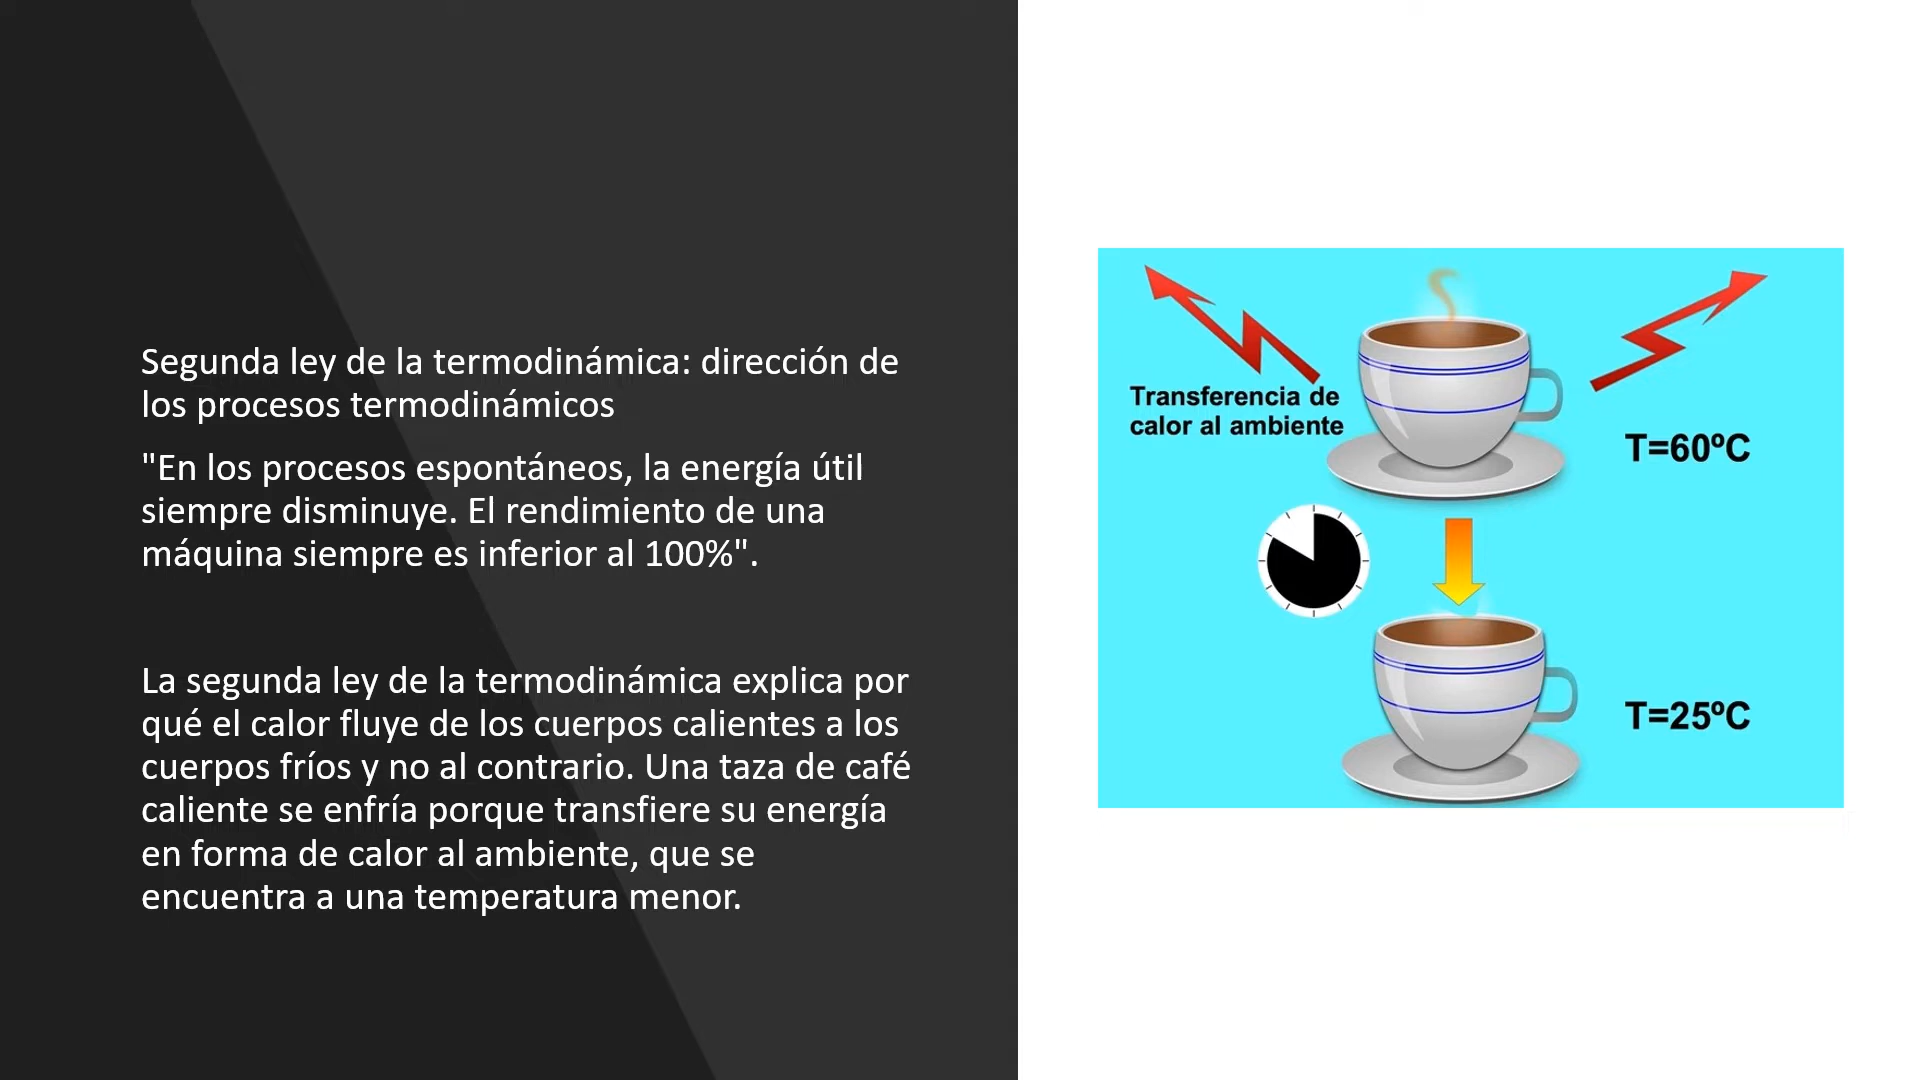 Segunda ley de la termodinámica: dirección de
los procesos termodinámicos
"En los procesos espontáneos, la energía útil
siempre disminuye. El rendimiento de una
máquina siempre es inferior al 100%".
La segunda ley de la termodinámica explica por
qué el calor fluye de los cuerpos calientes a los
cuerpos fríos y no al contrario. Una taza de café
caliente se enfría porque transfiere su energía
en forma de calor al ambiente, que se
encuentra a una temperatura menor.
Transferencia de
calor al ambiente
T=60ºC
T=25ºC